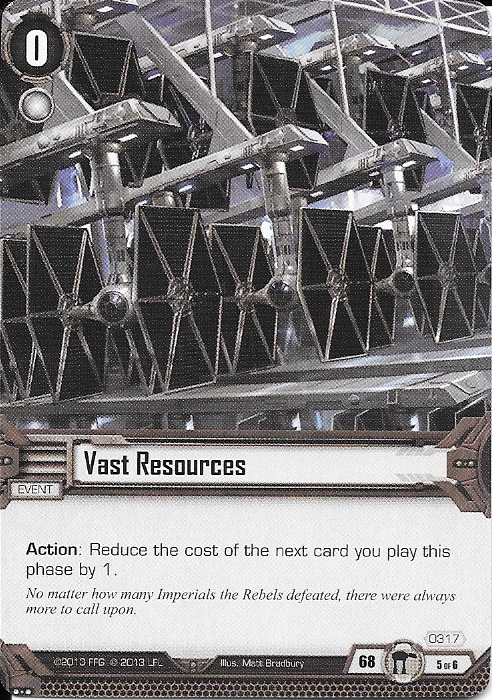 0
Vast Resources
EVENT
Action: Reduce the cost of the next card you play this
phase by 1.
No matter how many Imperials the Rebels defeated, there were always
more to call upon.
0317
©2013 FFG © 2013 LFL Illus. Matt Bradbury 68 5 OF 6